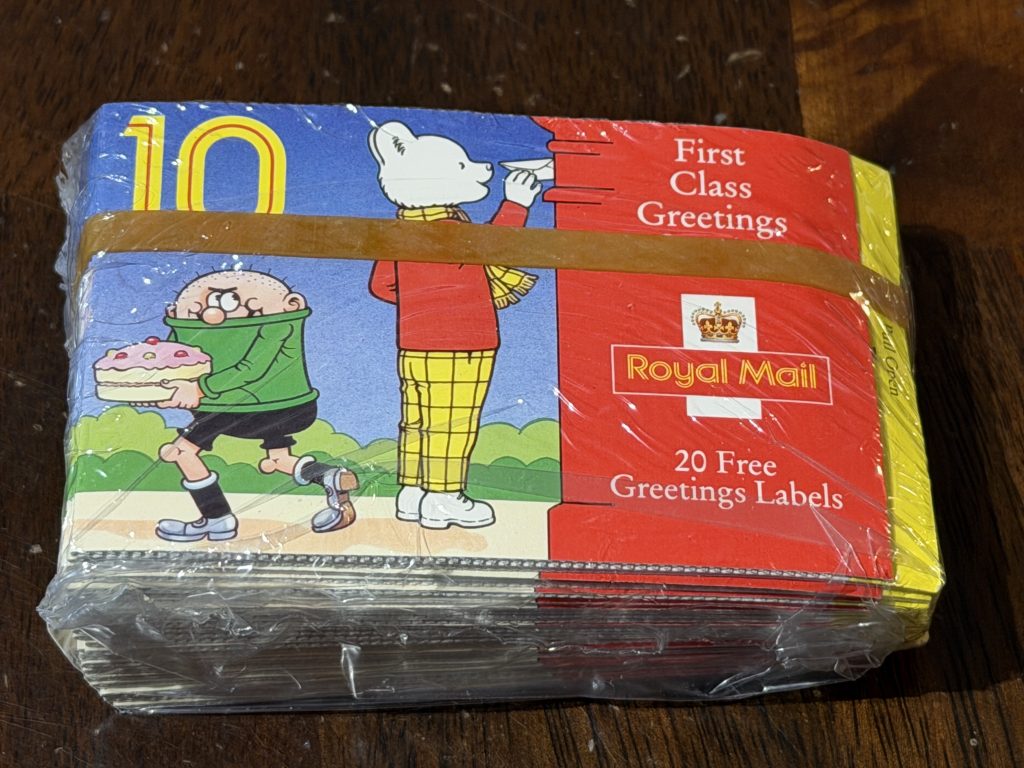 10
First
Class
Greetings
Royal Mail
20 Free
Greetings Labels